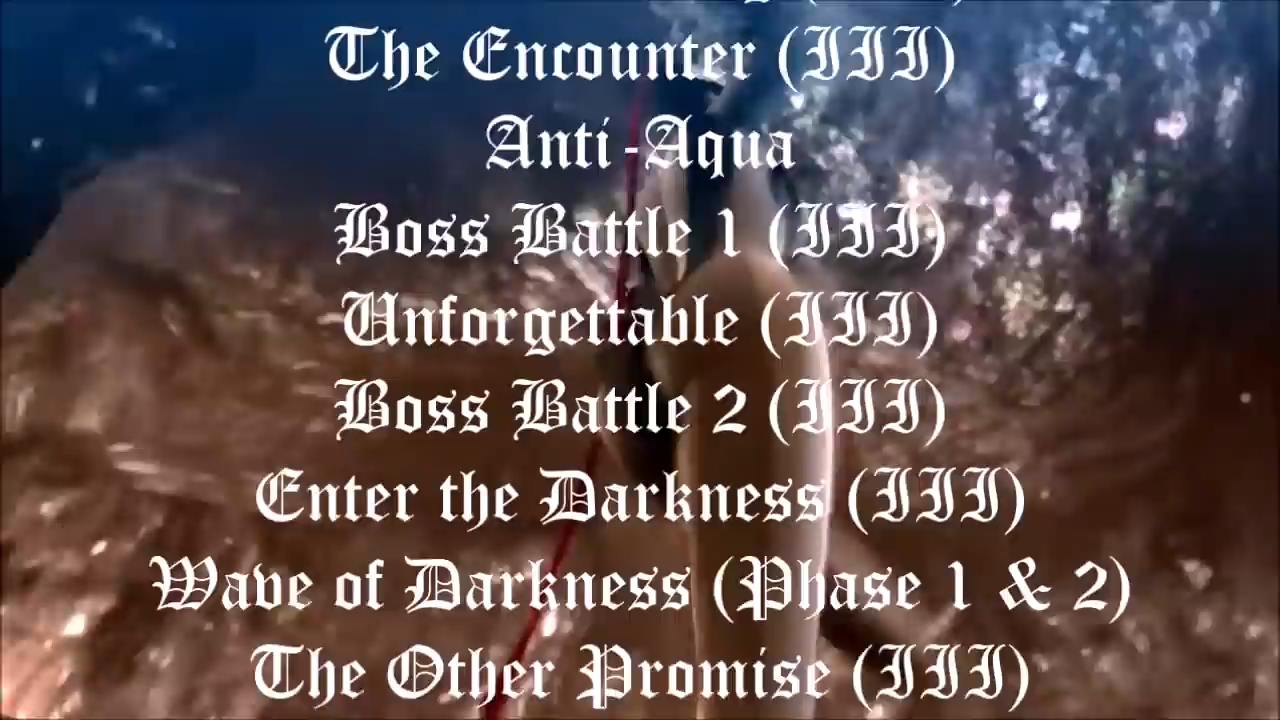 The Encounter (III)
Anti-Aqua
Boss Battle 1 (III)
Unforgettable (III)
Boss Battle 2 (III)
Enter the Darkness (III)
Wave of Darkness (Phase 1 & 2)
The Other Promise (III)